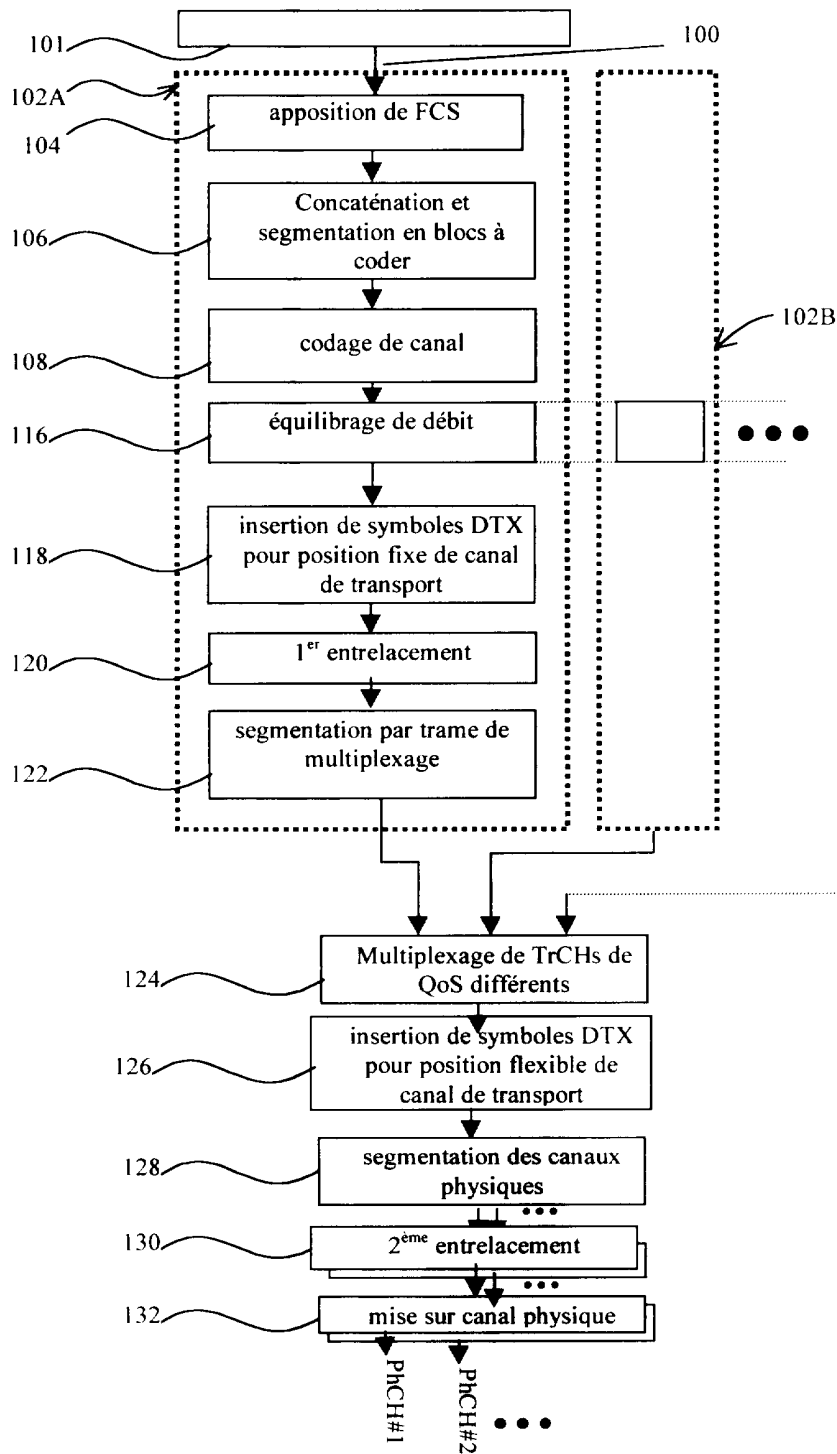 101
100
102A
apposition de FCS
104
Concaténation et
segmentation en blocs à
coder
106
102B
codage de canal
108
équilibrage de débit
116
insertion de symboles DTX
pour position fixe de canal
de transport
118
1er entrelacement
120
segmentation par trame de
multiplexage
122
Multiplexage de TrCHs de
QoS différents
124
insertion de symboles DTX
pour position flexible de
canal de transport
126
segmentation des canaux
physiques
128
2ème entrelacement
130
mise sur canal physique
132
PhCH#1
PhCH#2